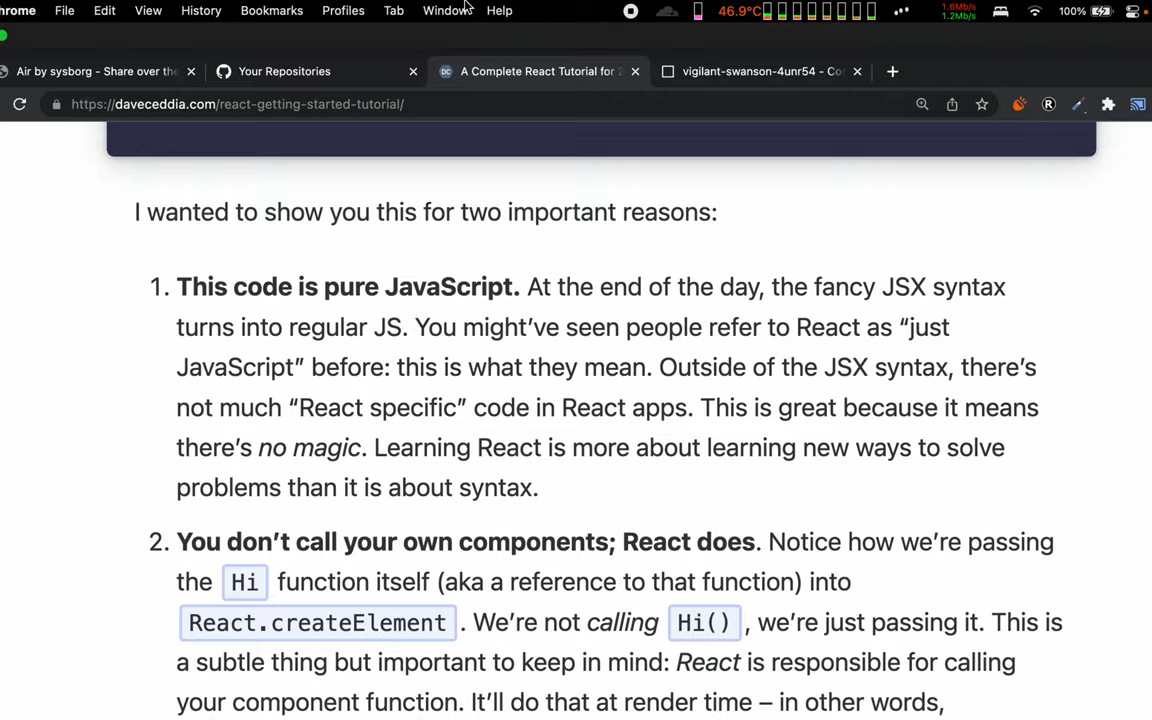 hrome File Edit View History Bookmarks Profiles Tab Window Help 46.9°C 1.6Mb/s 1.2Mb/s 100%
Air by sysborg - Share over the Your Repositories DC A Complete React Tutorial for 2 vigilant-swanson-4unr54 - Co
https://daveceddia.com/react-getting-started-tutorial/
I wanted to show you this for two important reasons:
1. This code is pure JavaScript. At the end of the day, the fancy JSX syntax
turns into regular JS. You might’ve seen people refer to React as “just
JavaScript” before: this is what they mean. Outside of the JSX syntax, there’s
not much “React specific” code in React apps. This is great because it means
there’s no magic. Learning React is more about learning new ways to solve
problems than it is about syntax.
2. You don’t call your own components; React does. Notice how we’re passing
the Hi function itself (aka a reference to that function) into
React.createElement. We’re not calling Hi(), we’re just passing it. This is
a subtle thing but important to keep in mind: React is responsible for calling
your component function. It’ll do that at render time – in other words,